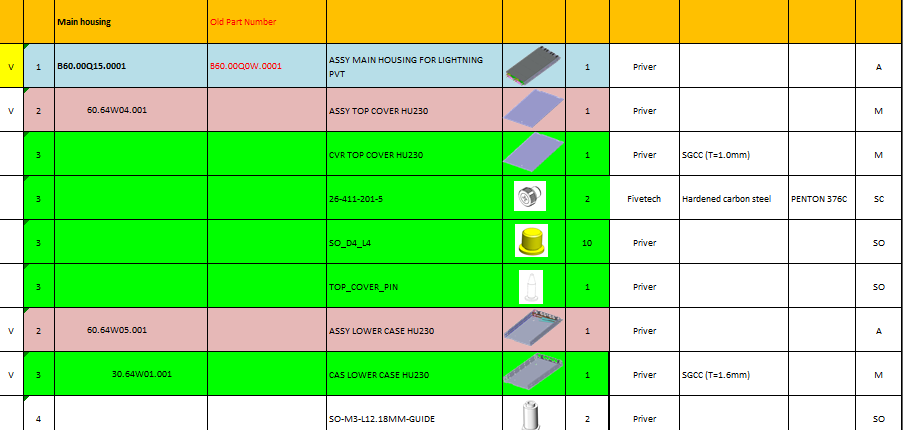 Main housing Old Part Number
V 1 B60.00Q15.0001 B60.00Q0W.0001 ASSY MAIN HOUSING FOR LIGHTNING 1 Priver A
PVT
V 2 60.64W04.001 ASSY TOP COVER HU230 1 Priver M
3 CVR TOP COVER HU230 1 Priver SGCC (T=1.0mm) M
3 26-411-201-5 2 Fivetech Hardened carbon steel PENTON 376C SC
3 SO_D4_L4 10 Priver SO
3 TOP_COVER_PIN 1 Priver SO
V 2 60.64W05.001 ASSY LOWER CASE HU230 1 Priver A
V 3 30.64W01.001 CAS LOWER CASE HU230 1 Priver SGCC (T=1.6mm) M
4 SO-M3-L12.18MM-GUIDE 2 Priver SO